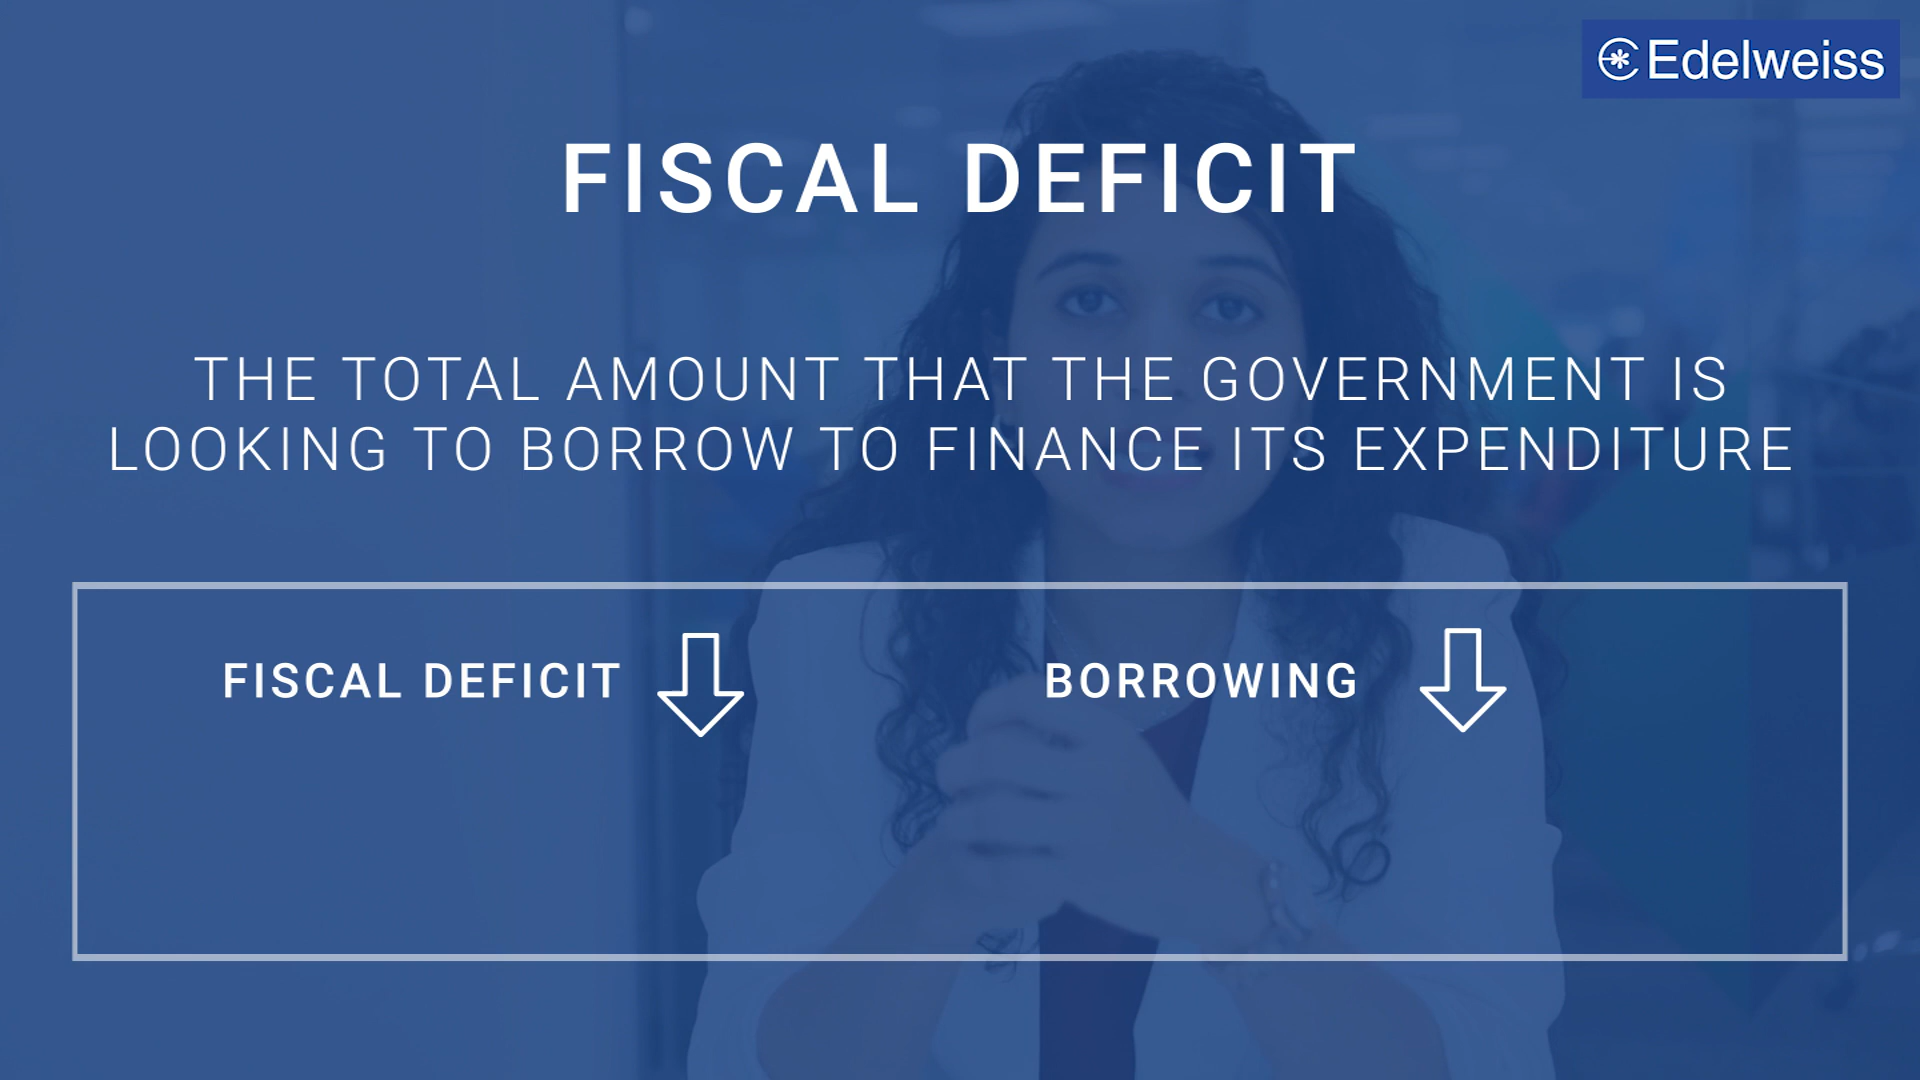 Edelweiss
FISCAL DEFICIT
THE TOTAL AMOUNT THAT THE GOVERNMENT IS
LOOKING TO BORROW TO FINANCE ITS EXPENDITURE
FISCAL DEFICIT
BORROWING